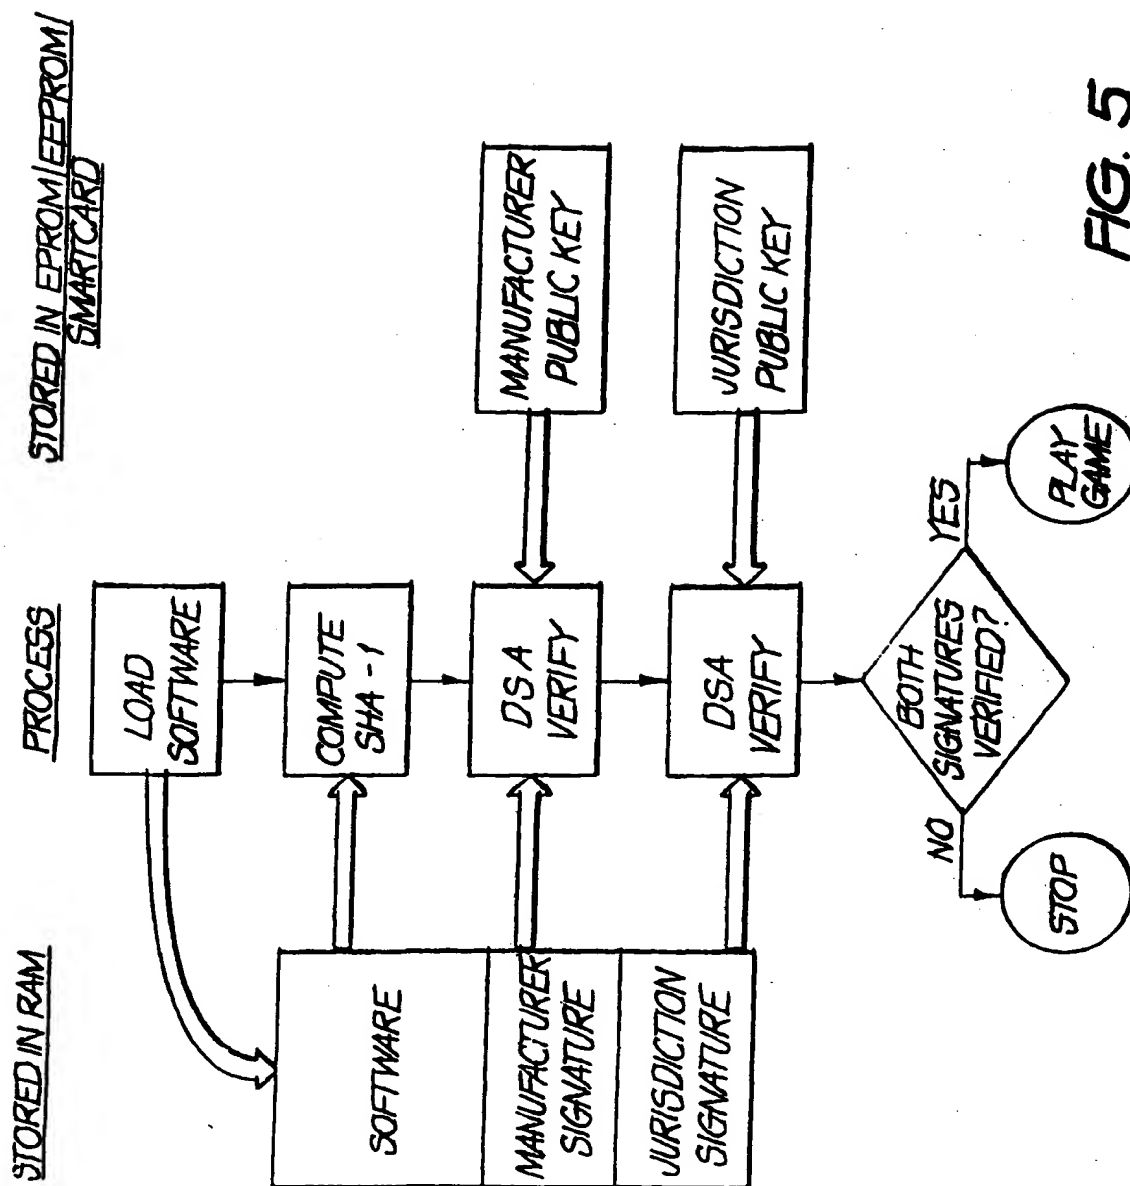 STORED IN RAM
PROCESS
STORED IN EPROM/EEPROM/
SMARTCARD
LOAD
SOFTWARE
SOFTWARE
COMPUTE
SHA-1
MANUFACTURER
SIGNATURE
DSA
VERIFY
MANUFACTURER
PUBLIC KEY
JURISDICTION
SIGNATURE
DSA
VERIFY
JURISDICTION
PUBLIC KEY
BOTH
SIGNATURES
VERIFIED?
NO
YES
STOP
PLAY
GAME
FIG. 5